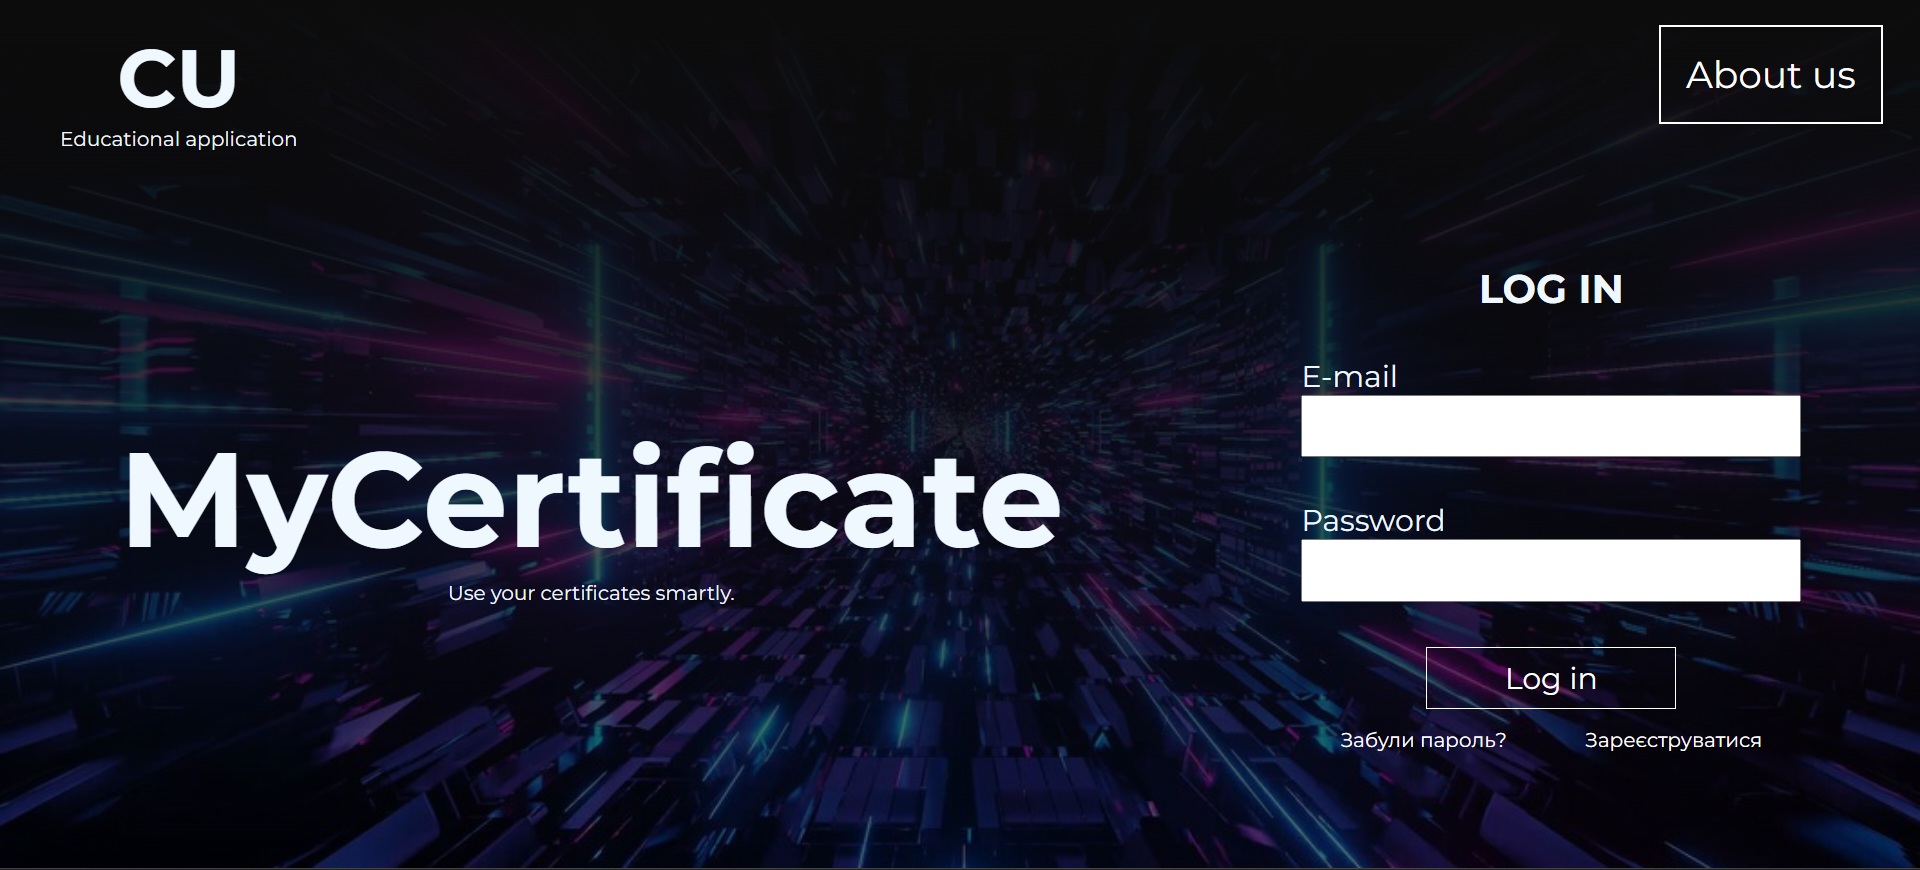 CU
Educational application
About us
MyCertificate
Use your certificates smartly.
LOG IN
E-mail
Password
Log in
Забули пароль?
Зареєструватися